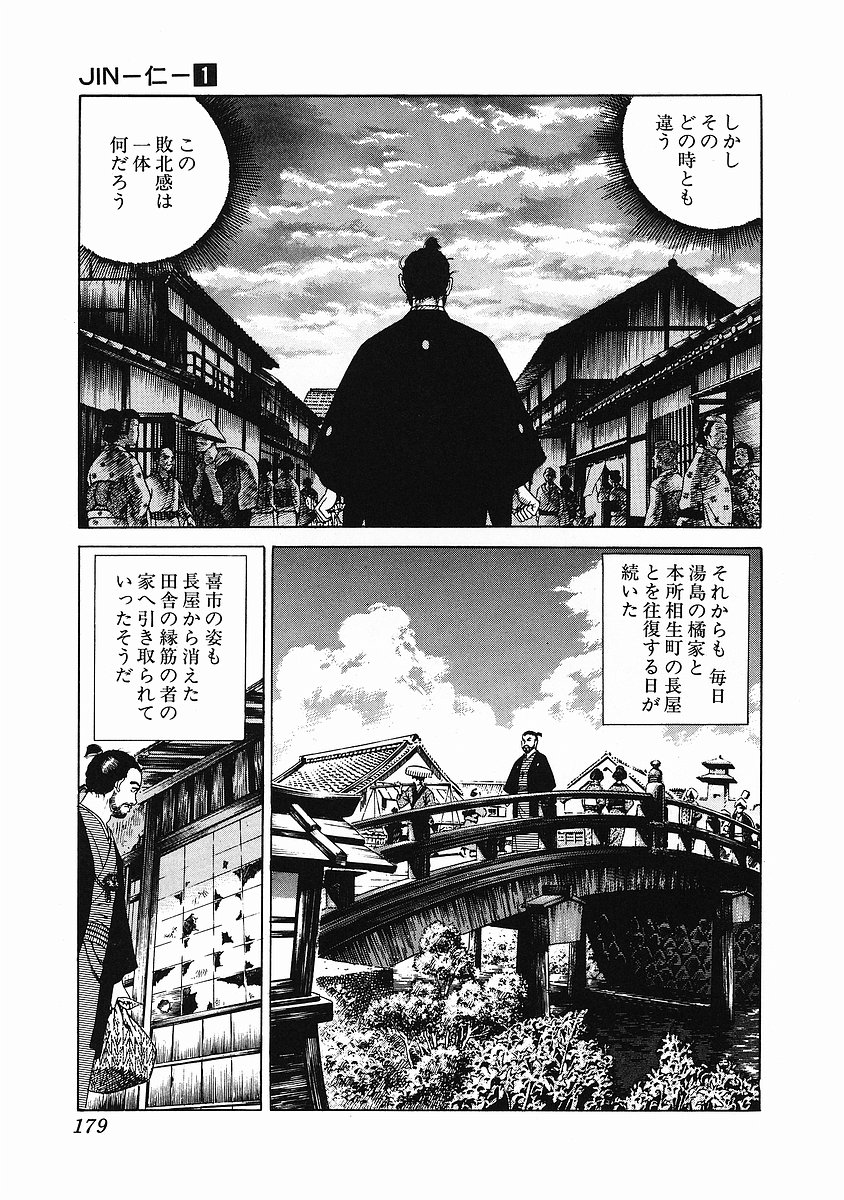 JIN－仁－1
しかし
その
どの時とも
違う
この
敗北感は
一体
何だろう
それからも 毎日
湯島の橘家と
本所相生町の長屋
とを往復する日が
続いた
喜市の姿も
長屋から消えた
田舎の縁筋の者の
家へ引き取られて
いったそうだ
179